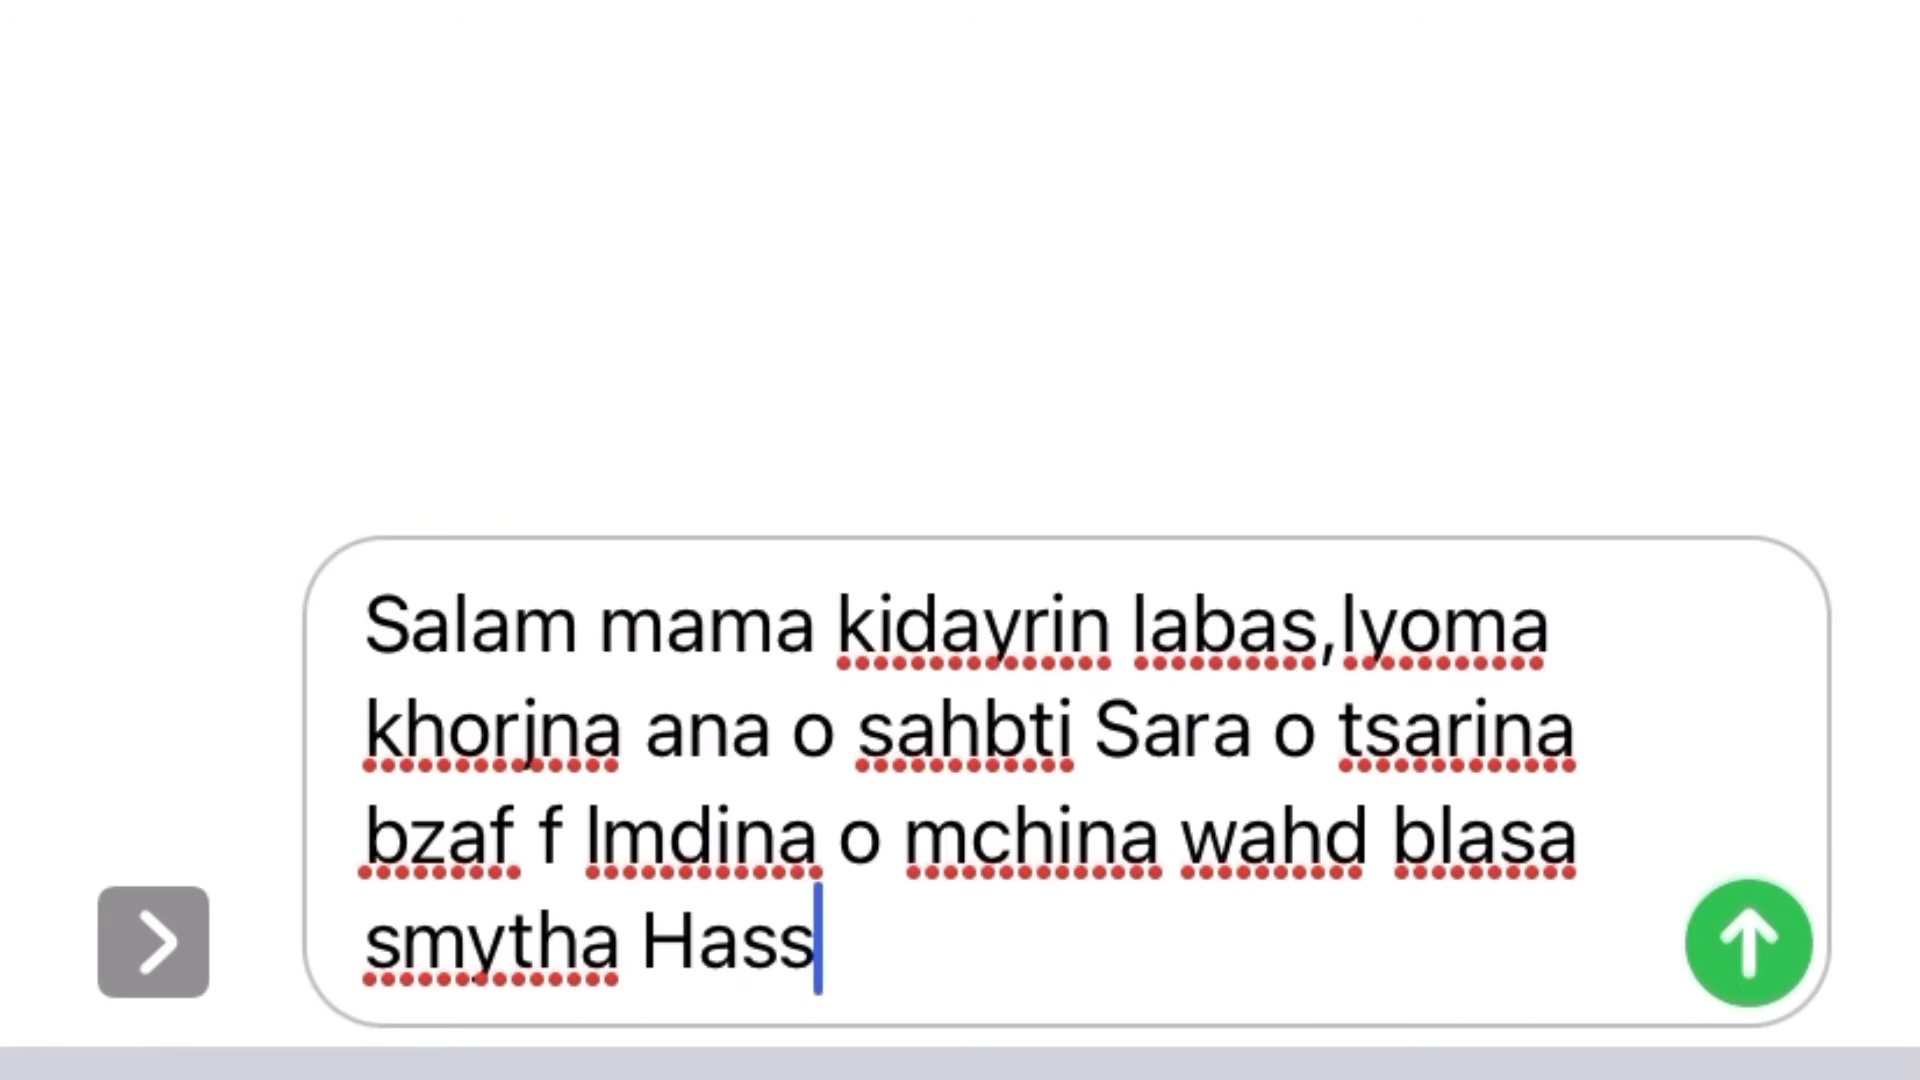 Salam mama kidayrin labas,lyoma
khorjna ana o sahbti Sara o tsarina
bzaf f lmdina o mchina wahd blasa
smytha Hass